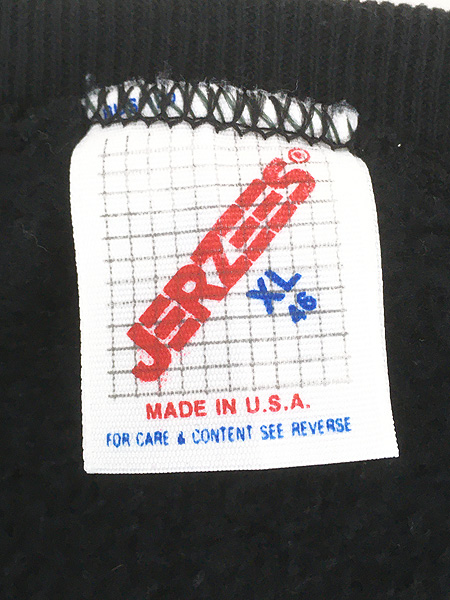 JERZEES®
XL
46
MADE IN U.S.A.
FOR CARE & CONTENT SEE REVERSE